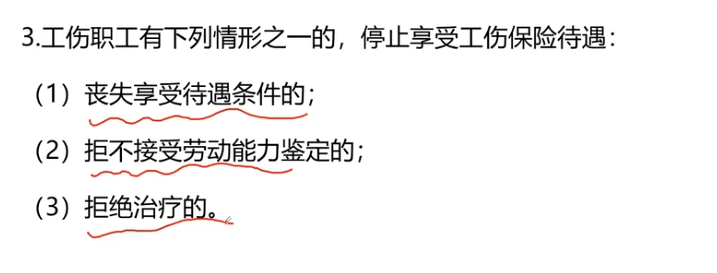 3.工伤职工有下列情形之一的，停止享受工伤保险待遇：
（1）丧失享受待遇条件的；
（2）拒不接受劳动能力鉴定的；
（3）拒绝治疗的。